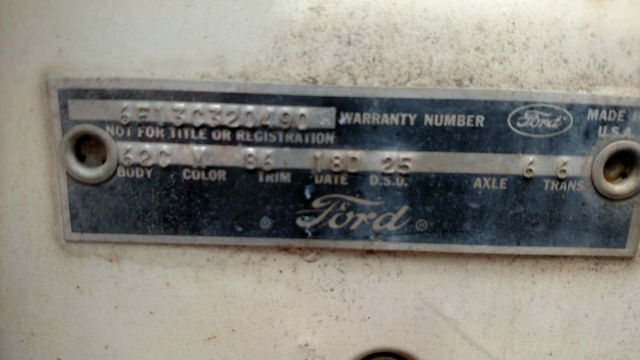 6F13C320490 WARRANTY NUMBER Ford MADE IN
NOT FOR TITLE OR REGISTRATION U.S.A.
62C 86 18D 25 6 6
BODY COLOR TRIM DATE D.S.O. AXLE TRANS.
Ford ®